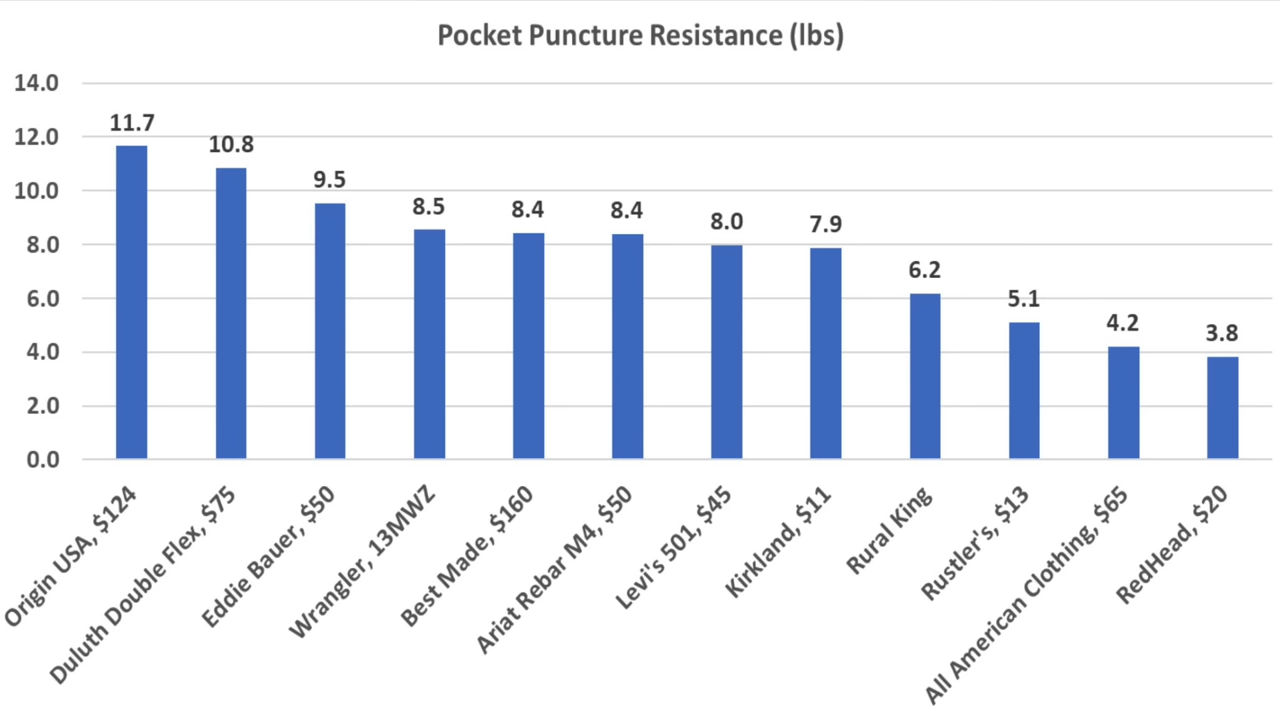 Pocket Puncture Resistance (lbs)
14.0
12.0
10.0
8.0
6.0
4.0
2.0
0.0
11.7
10.8
9.5
8.5
8.4
8.4
8.0
7.9
6.2
5.1
4.2
3.8
Origin USA, $124
Duluth Double Flex, $75
Eddie Bauer, $50
Wrangler, 13MWZ
Best Made, $160
Ariat Rebar M4, $50
Levi's 501, $45
Kirkland, $11
Rural King
Rustler's, $13
All American Clothing, $65
RedHead, $20